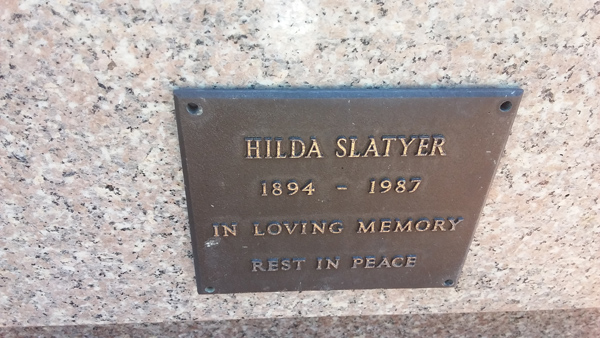 HILDA SLATYER
1894 - 1987
IN LOVING MEMORY
REST IN PEACE